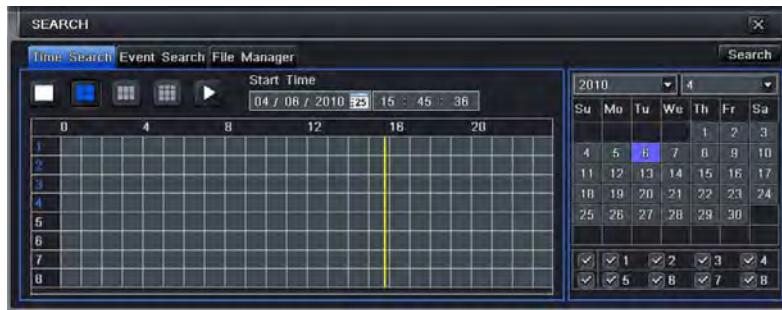 SEARCH
Time Search Event Search File Manager Search
Start Time
04 / 06 / 2010 25 15 : 45 : 36
0 4 8 12 16 20
1
2
3
4
5
6
7
8
2010 4
Su Mo Tu We Th Fr Sa
1 2 3
4 5 6 7 8 9 10
11 12 13 14 15 16 17
18 19 20 21 22 23 24
25 26 27 28 29 30
1 2 3 4
5 6 7 8